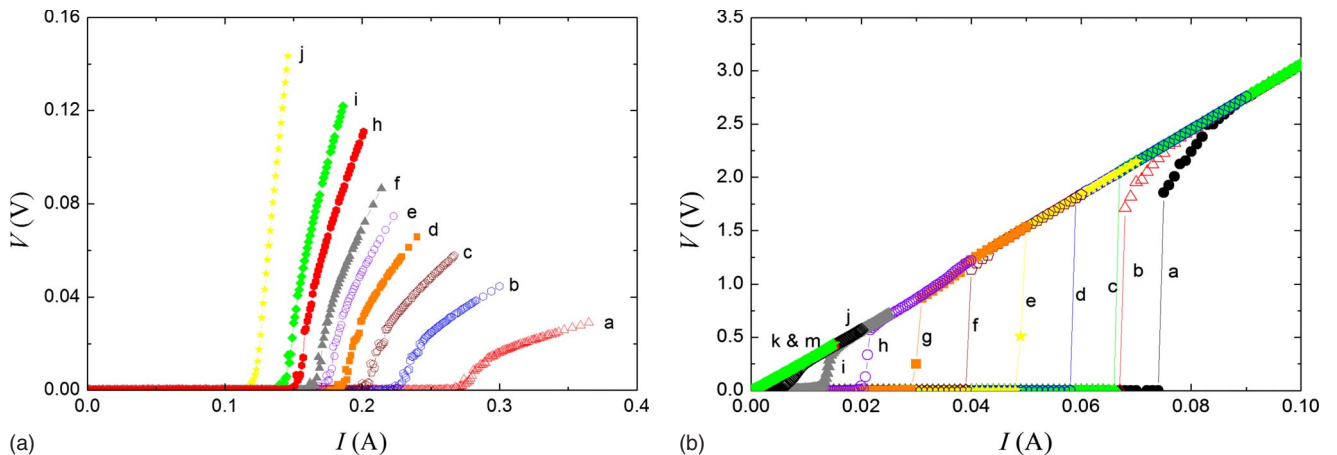 0.16
0.12
0.08
0.04
0.00
V (V)
0.0
0.1
0.2
0.3
0.4
I (A)
j
i
h
f
e
d
c
b
a
(a)
3.5
3.0
2.5
2.0
1.5
1.0
0.5
0.0
V (V)
0.00
0.02
0.04
0.06
0.08
0.10
I (A)
k & m
j
i
h
g
f
e
d
c
b
a
(b)